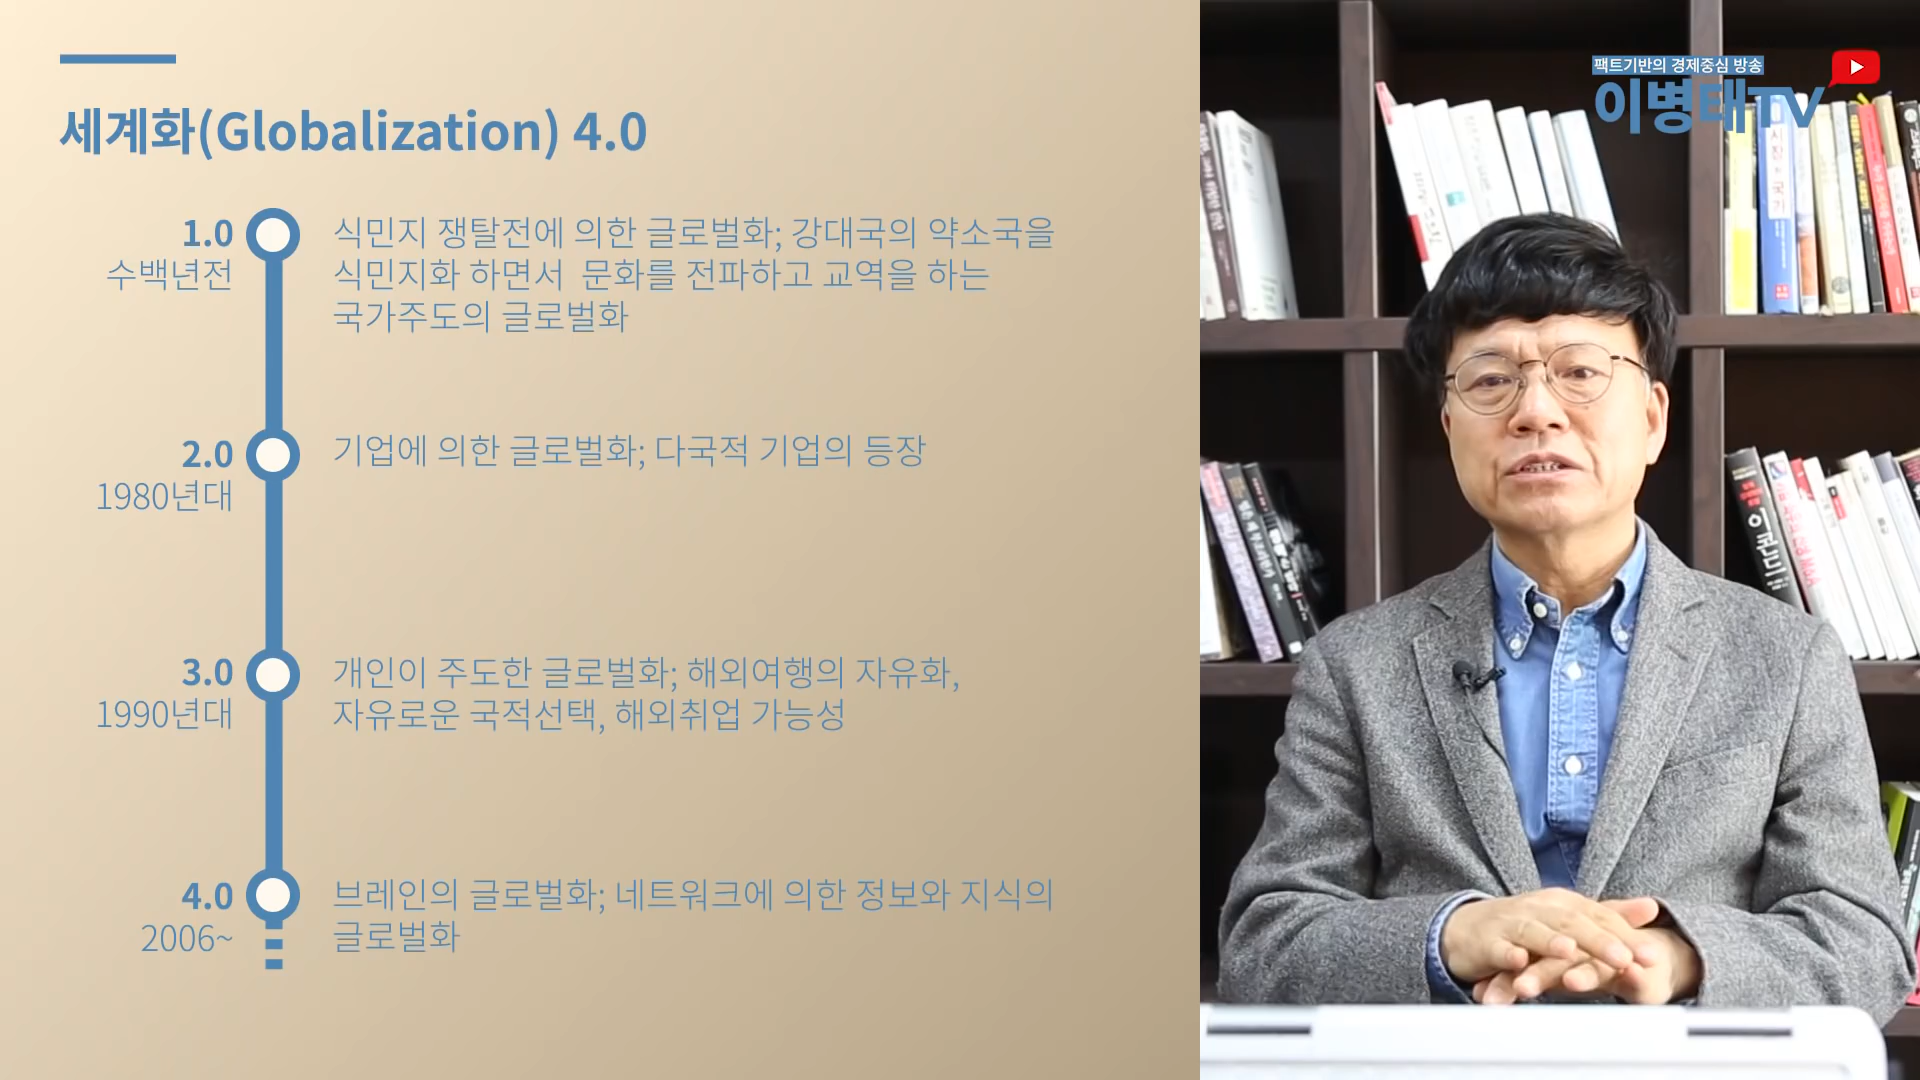 세계화(Globalization) 4.0
1.0
수백년전
식민지 쟁탈전에 의한 글로벌화; 강대국의 약소국을
식민지화 하면서 문화를 전파하고 교역을 하는
국가주도의 글로벌화
2.0
1980년대
기업에 의한 글로벌화; 다국적 기업의 등장
3.0
1990년대
개인이 주도한 글로벌화; 해외여행의 자유화,
자유로운 국적선택, 해외취업 가능성
4.0
2006~
브레인의 글로벌화; 네트워크에 의한 정보와 지식의
글로벌화
팩트기반의 경제중심 방송
이병태TV